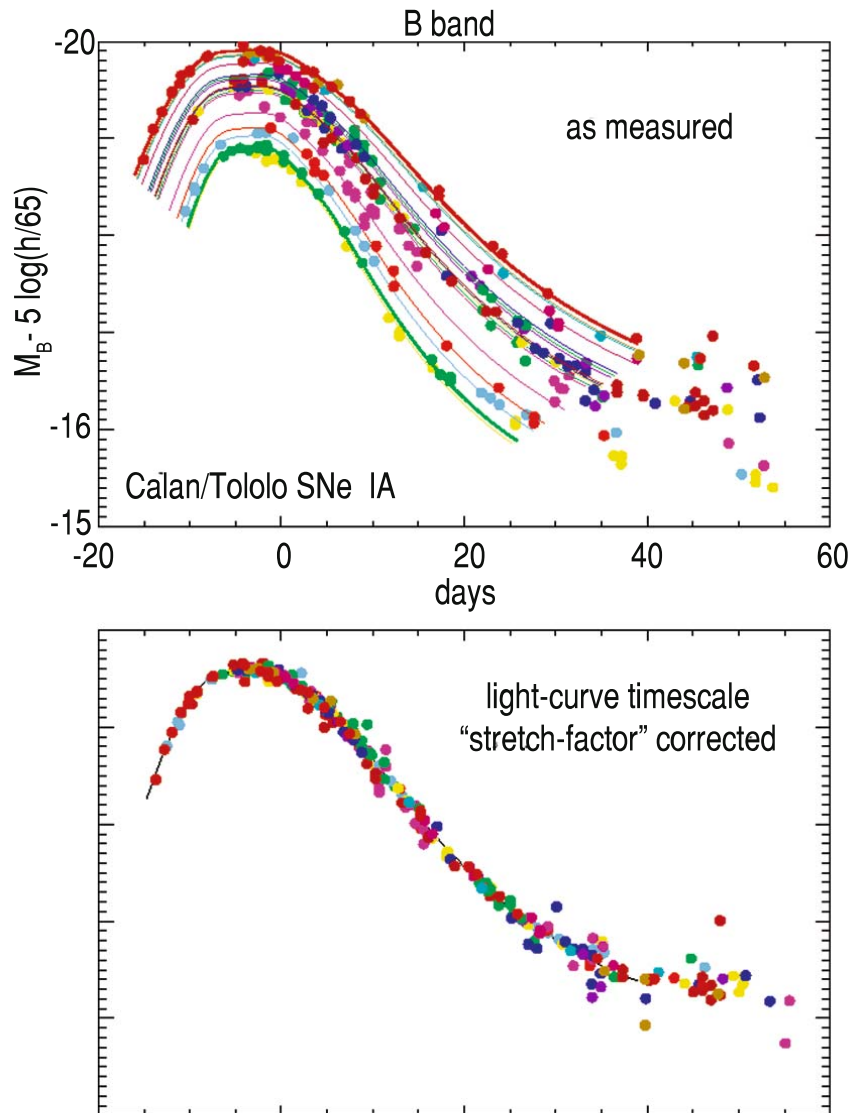 B band
-20
as measured
M_B - 5 log(h/65)
-16
Calan/Tololo SNe IA
-15
-20 0 20 40 60
days
light-curve timescale
“stretch-factor” corrected